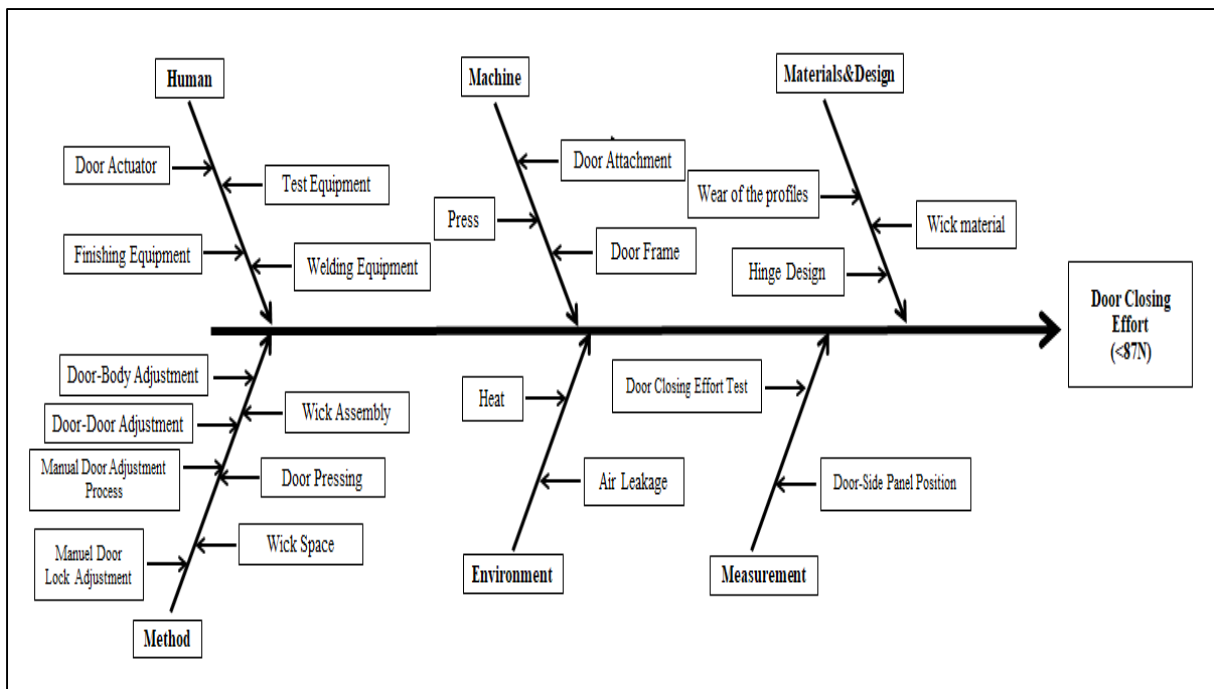 Human
Machine
Materials&Design
Door Actuator
Test Equipment
Finishing Equipment
Welding Equipment
Door Attachment
Press
Door Frame
Wear of the profiles
Wick material
Hinge Design
Door Closing
Effort
(<87N)
Door-Body Adjustment
Wick Assembly
Door-Door Adjustment
Manual Door Adjustment
Process
Door Pressing
Wick Space
Manuel Door
Lock Adjustment
Method
Heat
Air Leakage
Environment
Door Closing Effort Test
Door-Side Panel Position
Measurement